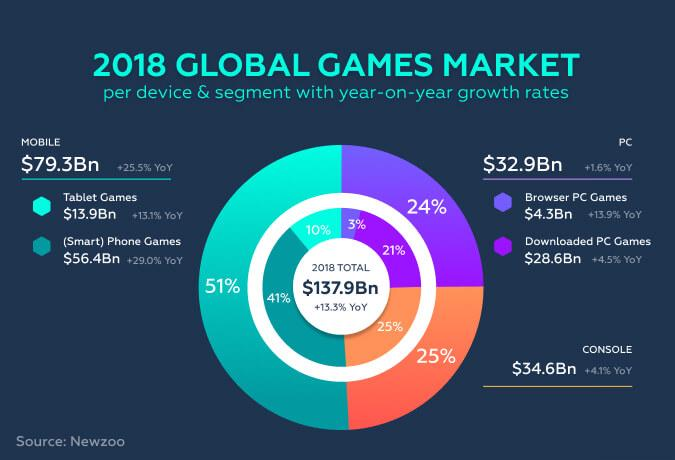 2018 GLOBAL GAMES MARKET
per device & segment with year-on-year growth rates
MOBILE
$79.3Bn +25.5% YoY
Tablet Games
$13.9Bn +13.1% YoY
(Smart) Phone Games
$56.4Bn +29.0% YoY
PC
$32.9Bn +1.6% YoY
Browser PC Games
$4.3Bn +13.9% YoY
Downloaded PC Games
$28.6Bn +4.5% YoY
CONSOLE
$34.6Bn +4.1% YoY
24%
10%
3%
21%
51%
41%
25%
25%
2018 TOTAL
$137.9Bn
+13.3% YoY
Source: Newzoo